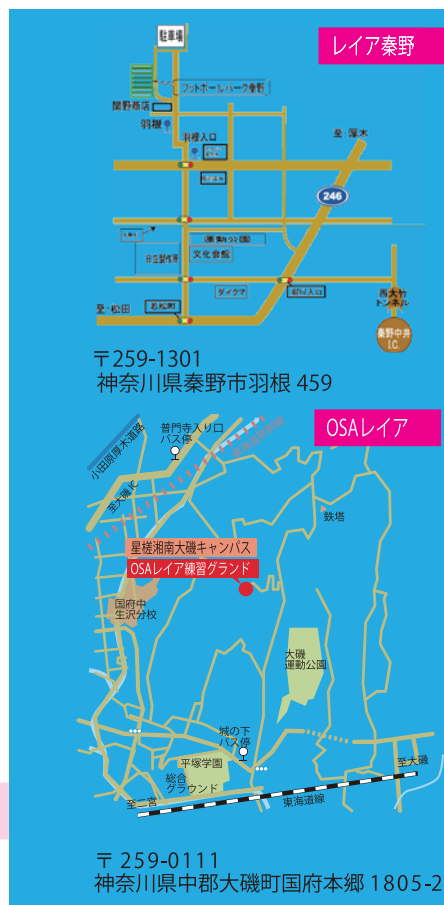 レイア秦野
駐車場
フットボールパーク秦野
関野商店
羽根
羽根入口
至 厚木
246
運動公園
文化会館
日立製作所
ダイクマ
西大竹
トンネル
至 松田
若松町
秦野中井
I.C.
〒259-1301
神奈川県秦野市羽根 459
OSAレイア
普門寺入り口
バス停
小田原厚木道路
至大磯IC
鉄塔
星槎湘南大磯キャンパス
OSAレイア練習グランド
国府中
生沢分校
大磯
運動公園
城の下
バス停
平塚学園
総合
グラウンド
至大磯
至二宮
東海道線
〒 259-0111
神奈川県中郡大磯町国府本郷 1805-2